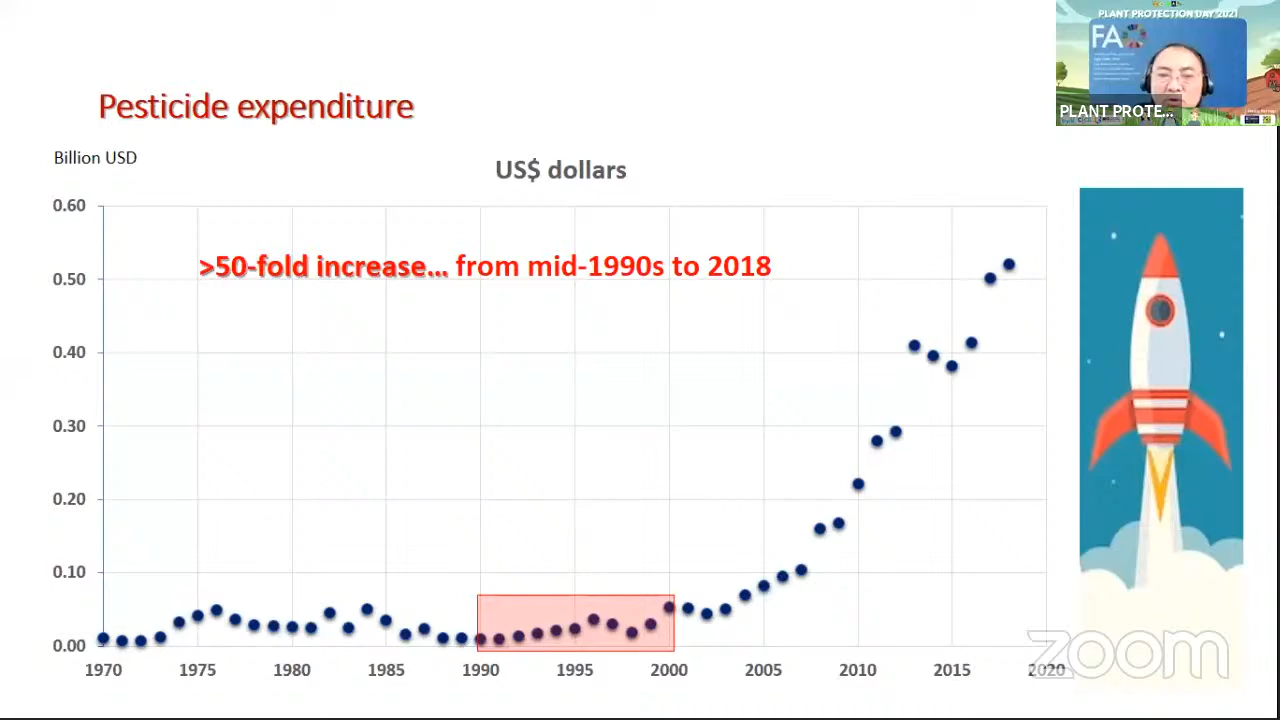 PLANT PROTECTION DAY 2021
FAO
PLANT PROTE...
Pesticide expenditure
Billion USD
US$ dollars
>50-fold increase... from mid-1990s to 2018
0.60
0.50
0.40
0.30
0.20
0.10
0.00
1970 1975 1980 1985 1990 1995 2000 2005 2010 2015 2020
zoom